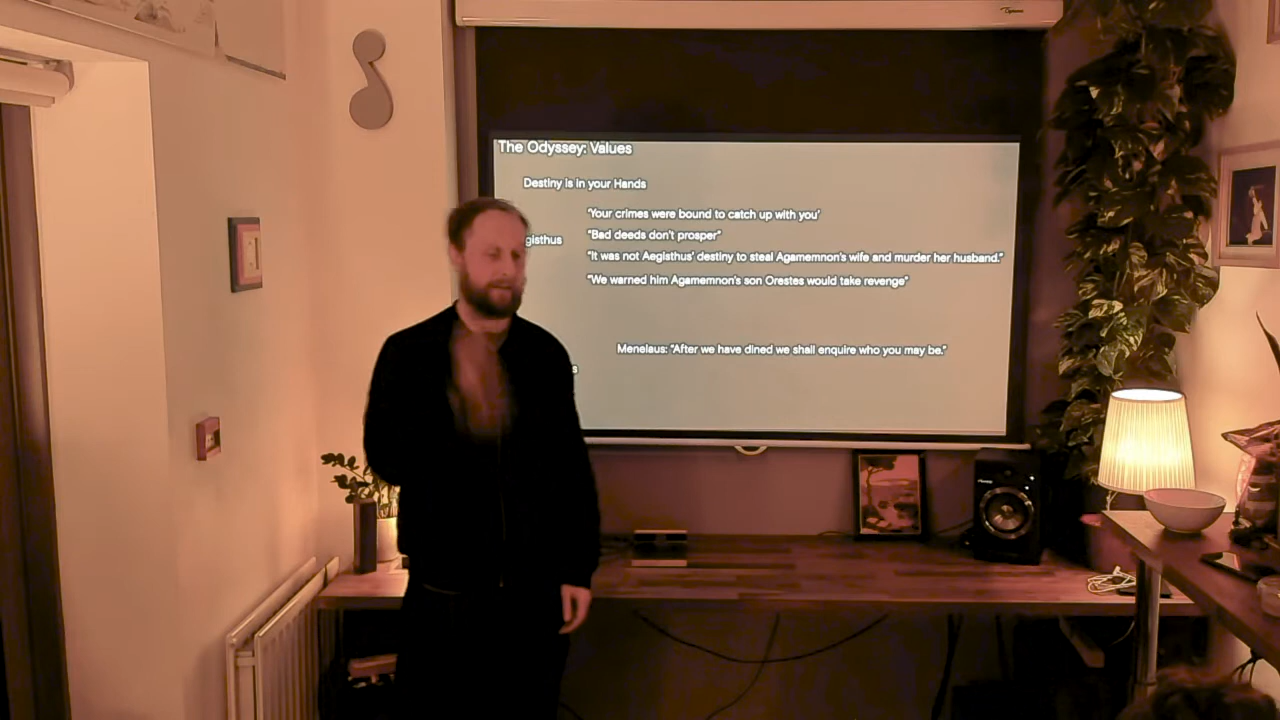 The Odyssey: Values
Destiny is in your Hands
'Your crimes were bound to catch up with you'
gisthus
"Bad deeds don't prosper"
"It was not Aegisthus' destiny to steal Agamemnon's wife and murder her husband."
"We warned him Agamemnon's son Orestes would take revenge"
Menelaus: "After we have dined we shall enquire who you may be."
s